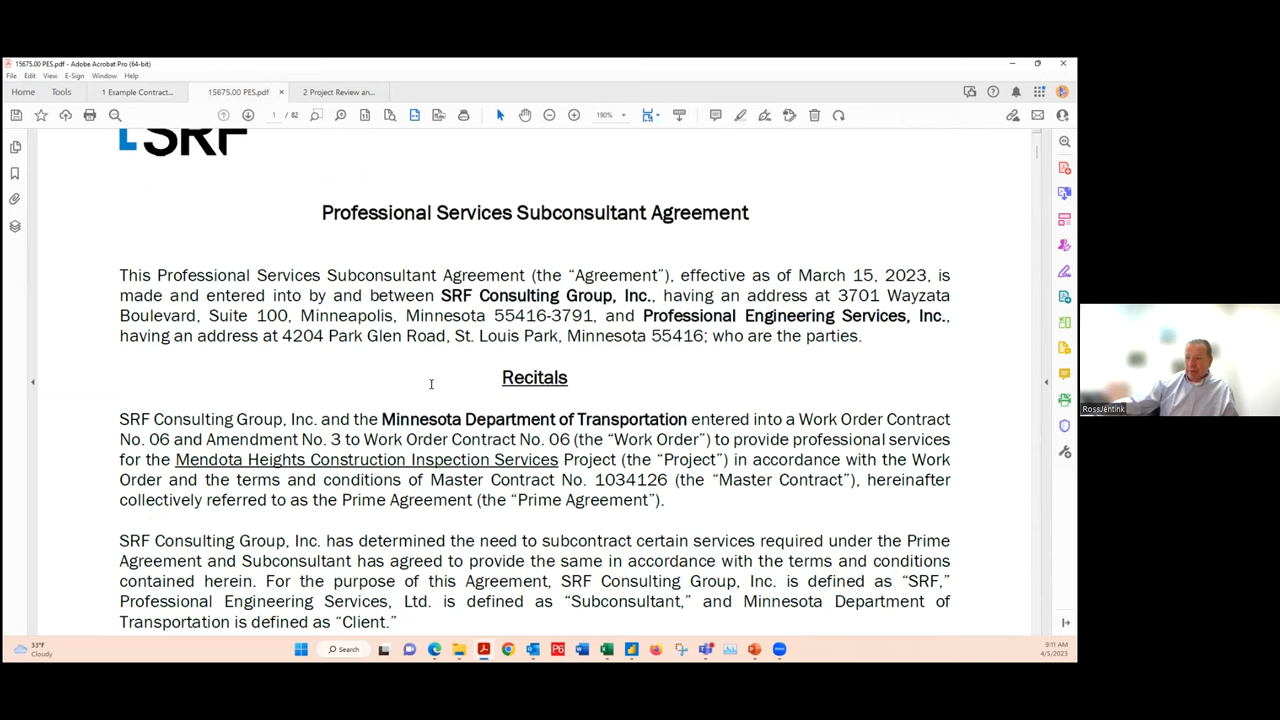 15675.00 PES.pdf - Adobe Acrobat Pro (64-bit)
File Edit View E-Sign Window Help
Home Tools 1 Example Contract... 15675.00 PES.pdf × 2 Project Review an...
1 / 82 190%
SRF
Professional Services Subconsultant Agreement
This Professional Services Subconsultant Agreement (the “Agreement”), effective as of March 15, 2023, is
made and entered into by and between SRF Consulting Group, Inc., having an address at 3701 Wayzata
Boulevard, Suite 100, Minneapolis, Minnesota 55416-3791, and Professional Engineering Services, Inc.,
having an address at 4204 Park Glen Road, St. Louis Park, Minnesota 55416; who are the parties.
Recitals
SRF Consulting Group, Inc. and the Minnesota Department of Transportation entered into a Work Order Contract
No. 06 and Amendment No. 3 to Work Order Contract No. 06 (the “Work Order”) to provide professional services
for the Mendota Heights Construction Inspection Services Project (the “Project”) in accordance with the Work
Order and the terms and conditions of Master Contract No. 1034126 (the “Master Contract”), hereinafter
collectively referred to as the Prime Agreement (the “Prime Agreement”).
SRF Consulting Group, Inc. has determined the need to subcontract certain services required under the Prime
Agreement and Subconsultant has agreed to provide the same in accordance with the terms and conditions
contained herein. For the purpose of this Agreement, SRF Consulting Group, Inc. is defined as “SRF,”
Professional Engineering Services, Ltd. is defined as “Subconsultant,” and Minnesota Department of
Transportation is defined as “Client.”
RossJentink
33°F
Cloudy
Search
P6
9:11 AM
4/5/2023